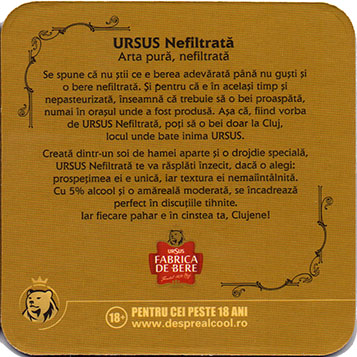 URSUS Nefiltrată
Arta pură, nefiltrată
Se spune că nu știi ce e berea adevărată până nu guști și
o bere nefiltrată. Și pentru că e în același timp și
nepasteurizată, înseamnă că trebuie să o bei proaspătă,
numai în orașul unde a fost produsă. Așa că, fiind vorba
de URSUS Nefiltrată, poți să o bei doar la Cluj,
locul unde bate inima URSUS.
Creată dintr-un soi de hamei aparte și o drojdie specială,
URSUS Nefiltrată te va răsplăti înzecit, dacă o alegi:
prospețimea ei e unică, iar textura ei nemaiîntâlnită.
Cu 5% alcool și o amăreală moderată, se încadrează
perfect în discuțiile tihnite.
Iar fiecare pahar e în cinstea ta, Clujene!
URSUS
FABRICA
DE BERE
18+ PENTRU CEI PESTE 18 ANI
www.desprealcool.ro